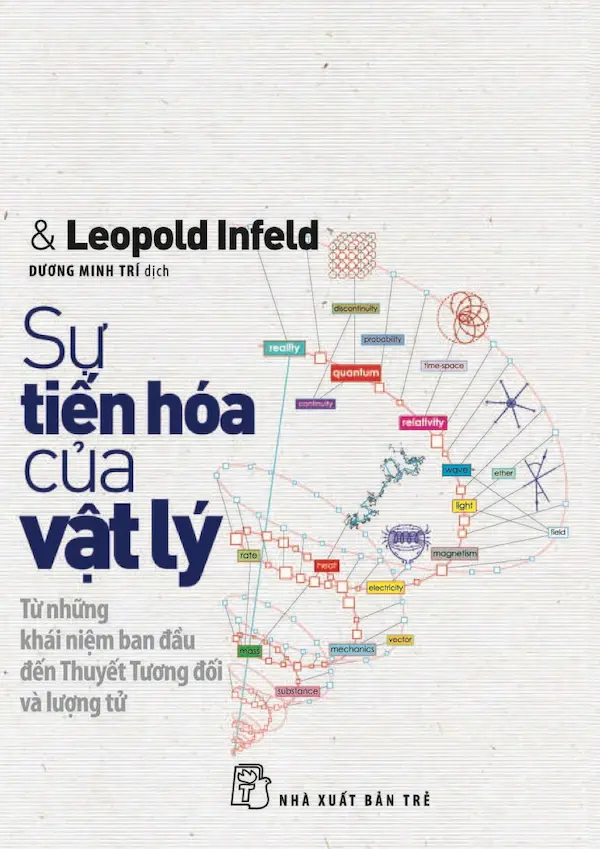 & Leopold Infeld
DƯƠNG MINH TRÍ dịch
Sự
tiến hóa
của
vật lý
Từ những
khái niệm ban đầu
đến Thuyết Tương đối
và lượng tử
discontinuity
probability
reality
time-space
quantum
continuity
relativity
wave
ether
light
field
magnetism
rate
heat
electricity
vector
mass
mechanics
substance
T
NHÀ XUẤT BẢN TRẺ